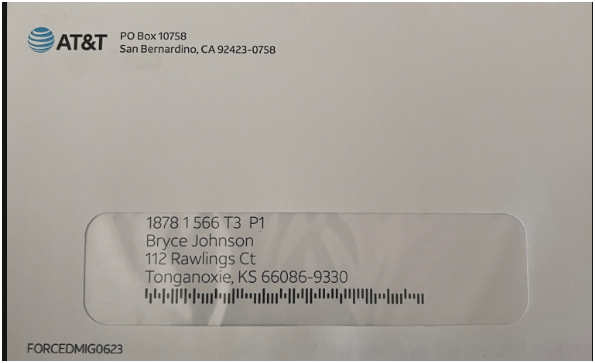 AT&T
PO Box 10758
San Bernardino, CA 92423-0758
1878 1 566 T3 P1
Bryce Johnson
112 Rawlings Ct
Tonganoxie, KS 66086-9330
FORCEDMIG0623